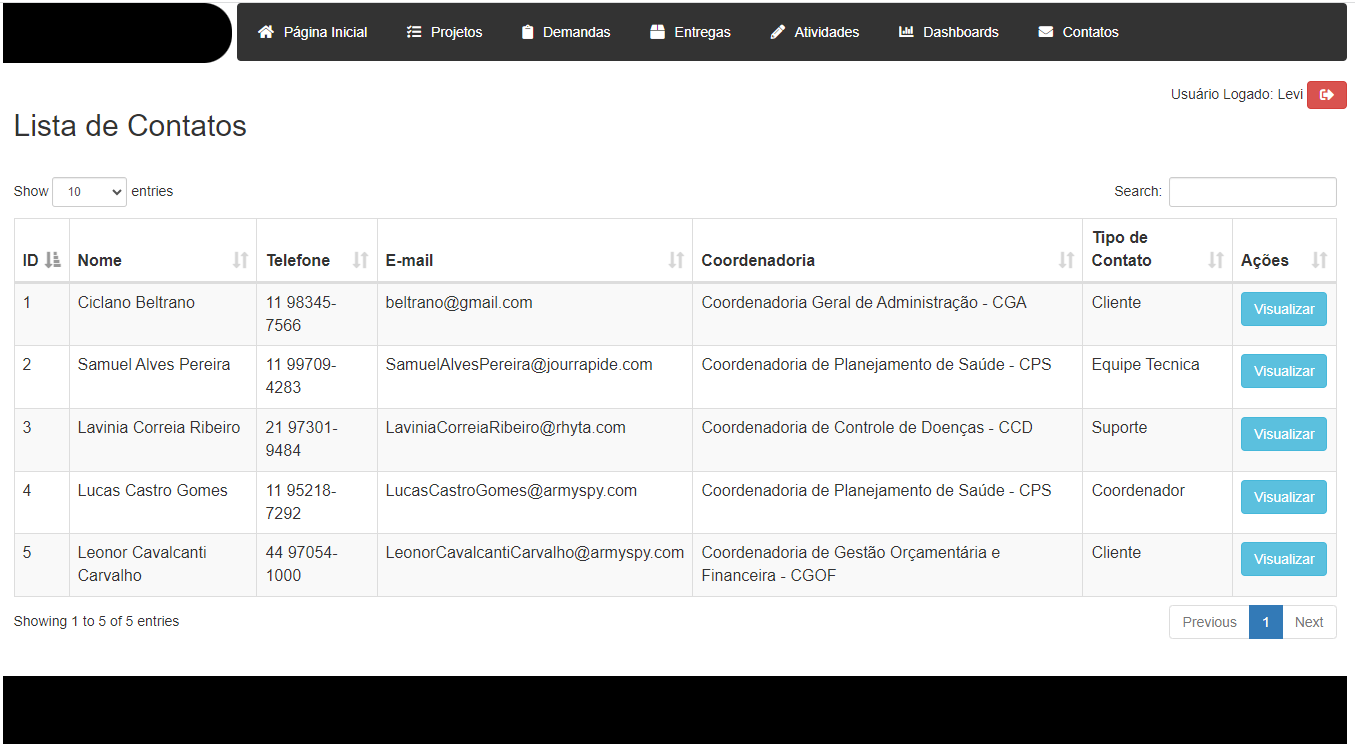 Página Inicial Projetos Demandas Entregas Atividades Dashboards Contatos
Usuário Logado: Levi
Lista de Contatos
Show 10 entries Search:
ID Nome Telefone E-mail Coordenadoria Tipo de Contato Ações
1 Ciclano Beltrano 11 98345-7566 beltrano@gmail.com Coordenadoria Geral de Administração - CGA Cliente Visualizar
2 Samuel Alves Pereira 11 99709-4283 SamuelAlvesPereira@jourrapide.com Coordenadoria de Planejamento de Saúde - CPS Equipe Tecnica Visualizar
3 Lavinia Correia Ribeiro 21 97301-9484 LaviniaCorreiaRibeiro@rhyta.com Coordenadoria de Controle de Doenças - CCD Suporte Visualizar
4 Lucas Castro Gomes 11 95218-7292 LucasCastroGomes@armyspy.com Coordenadoria de Planejamento de Saúde - CPS Coordenador Visualizar
5 Leonor Cavalcanti Carvalho 44 97054-1000 LeonorCavalcantiCarvalho@armyspy.com Coordenadoria de Gestão Orçamentária e Financeira - CGOF Cliente Visualizar
Showing 1 to 5 of 5 entries Previous 1 Next